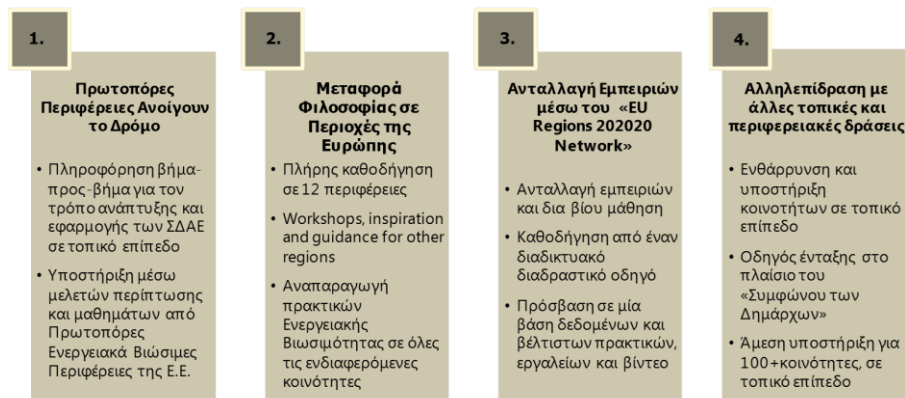 1.
Πρωτοπόρες
Περιφέρειες Ανοίγουν
το Δρόμο
• Πληροφόρηση βήμα-
προς-βήμα για τον
τρόπο ανάπτυξης και
εφαρμογής των ΣΔΑΕ
σε τοπικό επίπεδο
• Υποστήριξη μέσω
μελετών περίπτωσης
και μαθημάτων από
Πρωτοπόρες
Ενεργειακά Βιώσιμες
Περιφέρειες της Ε.Ε.
2.
Μεταφορά
Φιλοσοφίας σε
Περιοχές της
Ευρώπης
• Πλήρης καθοδήγηση
σε 12 περιφέρειες
• Workshops, inspiration
and guidance for other
regions
• Αναπαραγωγή
πρακτικών
Ενεργειακής
Βιωσιμότητας σε όλες
τις ενδιαφερόμενες
κοινότητες
3.
Ανταλλαγή Εμπειριών
μέσω του «EU
Regions 202020
Network»
• Ανταλλαγή εμπειριών
και δια βίου μάθηση
• Καθοδήγηση από έναν
διαδικτυακό
διαδραστικό οδηγό
• Πρόσβαση σε μία
βάση δεδομένων και
βέλτιστων πρακτικών,
εργαλείων και βίντεο
4.
Αλληλεπίδραση με
άλλες τοπικές και
περιφερειακές δράσεις
• Ενθάρρυνση και
υποστήριξη
κοινοτήτων σε τοπικό
επίπεδο
• Οδηγός ένταξης στο
πλαίσιο του
«Συμφώνου των
Δημάρχων»
• Άμεση υποστήριξη για
100+κοινότητες, σε
τοπικό επίπεδο